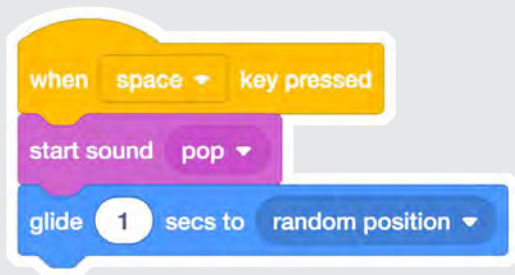 when space key pressed
start sound pop
glide 1 secs to random position